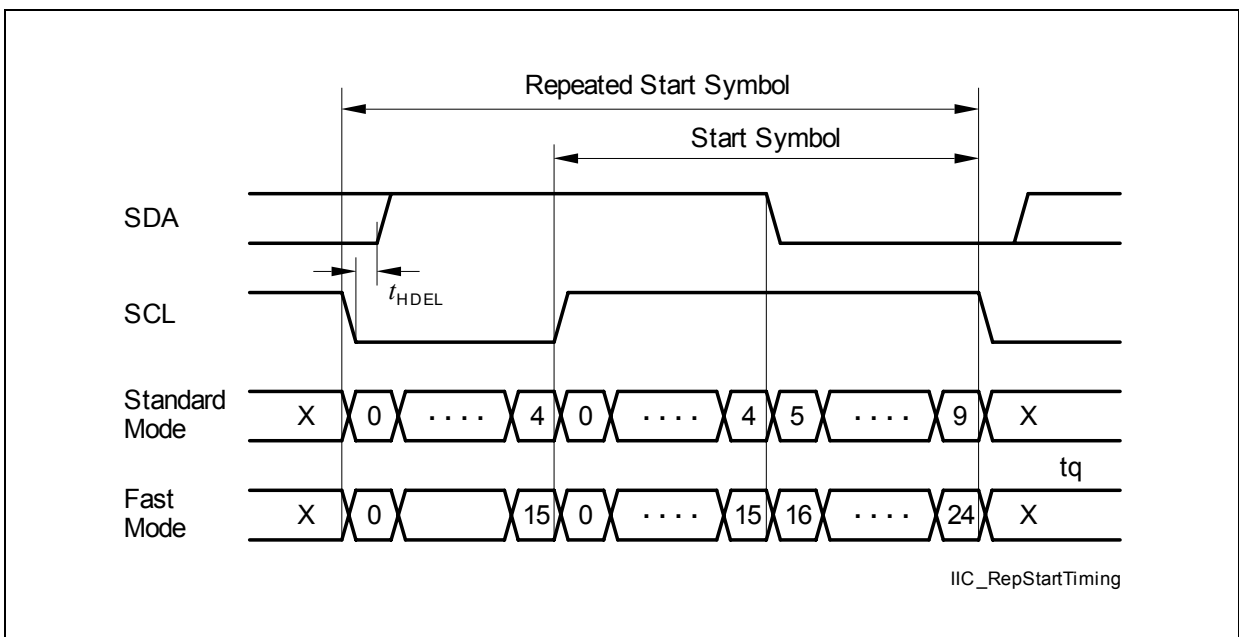 Repeated Start Symbol
Start Symbol
SDA
tHDEL
SCL
Standard Mode X 0 .... 4 0 .... 4 5 .... 9 X
tq
Fast Mode X 0 15 0 .... 15 16 .... 24 X
IIC_RepStartTiming